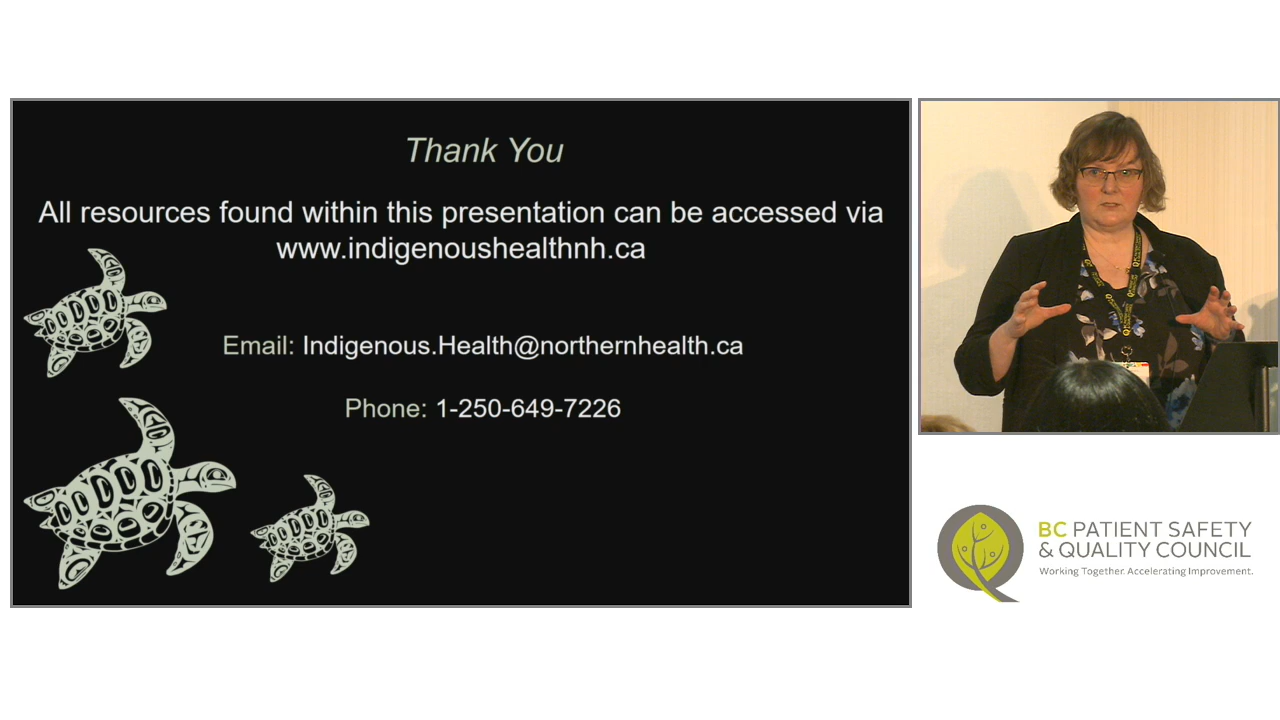 Thank You
All resources found within this presentation can be accessed via
www.indigenoushealthnh.ca
Email: Indigenous.Health@northernhealth.ca
Phone: 1-250-649-7226
BC PATIENT SAFETY
& QUALITY COUNCIL
Working Together. Accelerating Improvement.